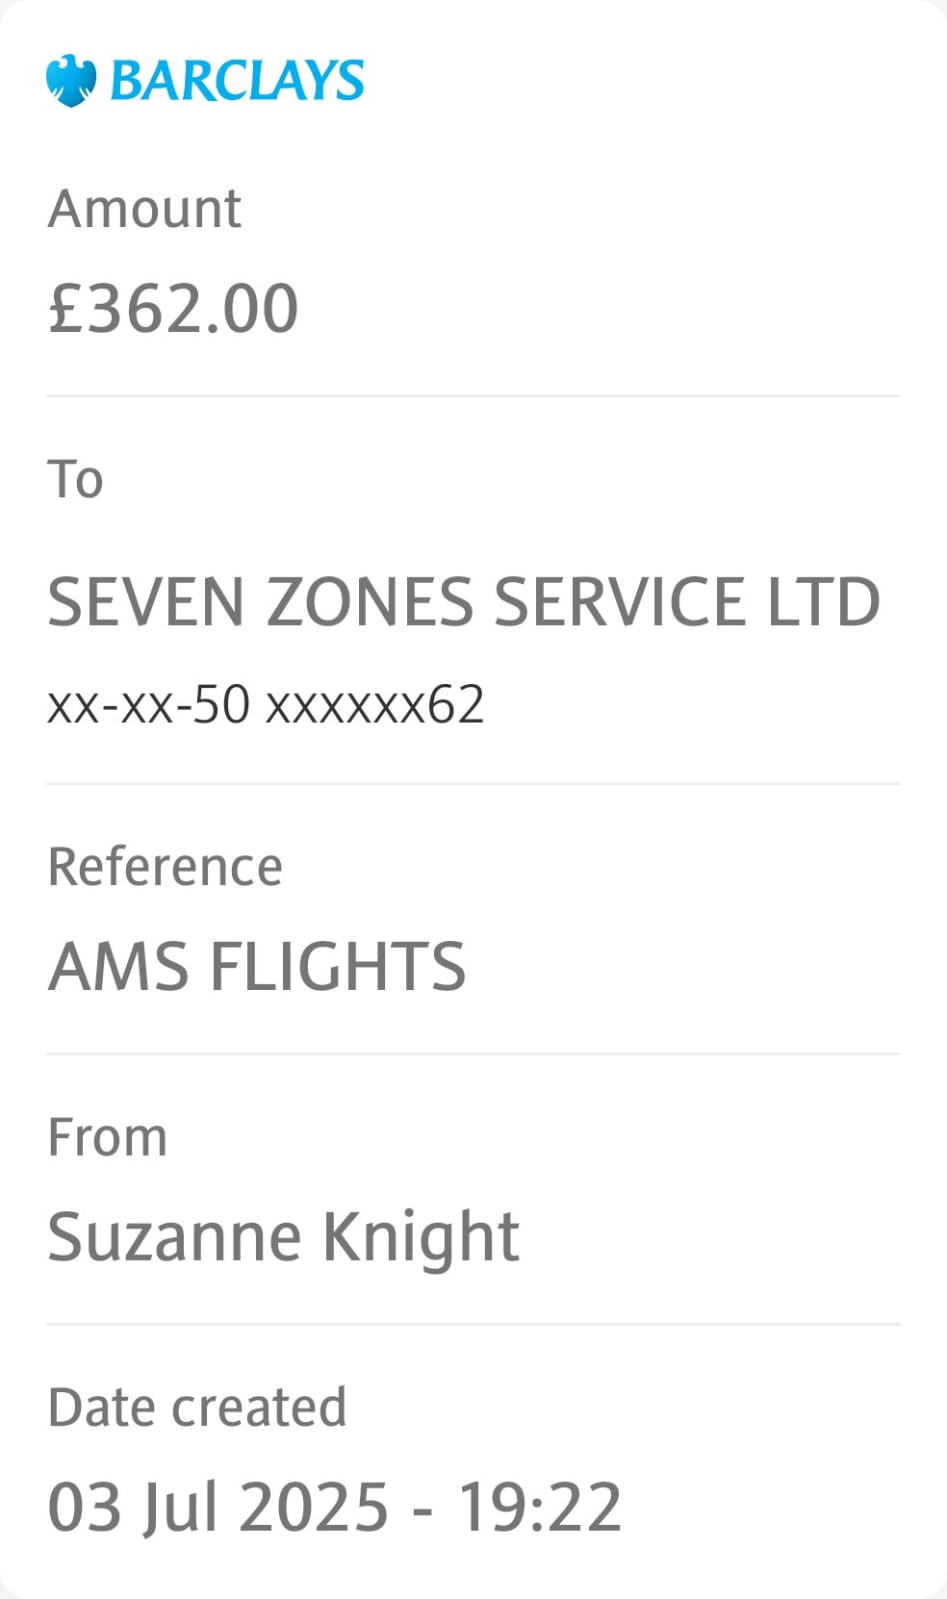 BARCLAYS
Amount
£362.00
To
SEVEN ZONES SERVICE LTD
xx-xx-50 xxxxxx62
Reference
AMS FLIGHTS
From
Suzanne Knight
Date created
03 Jul 2025 - 19:22